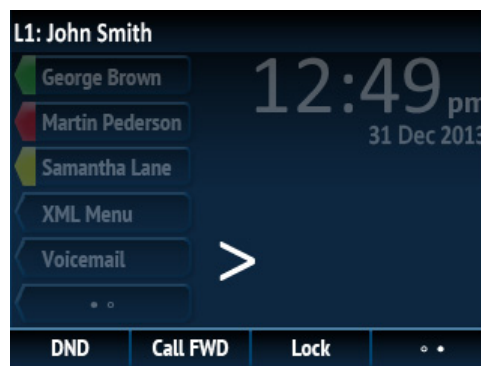 L1: John Smith
George Brown
12:49 pm
Martin Pederson
31 Dec 2013
Samantha Lane
XML Menu
Voicemail
>
DND Call FWD Lock